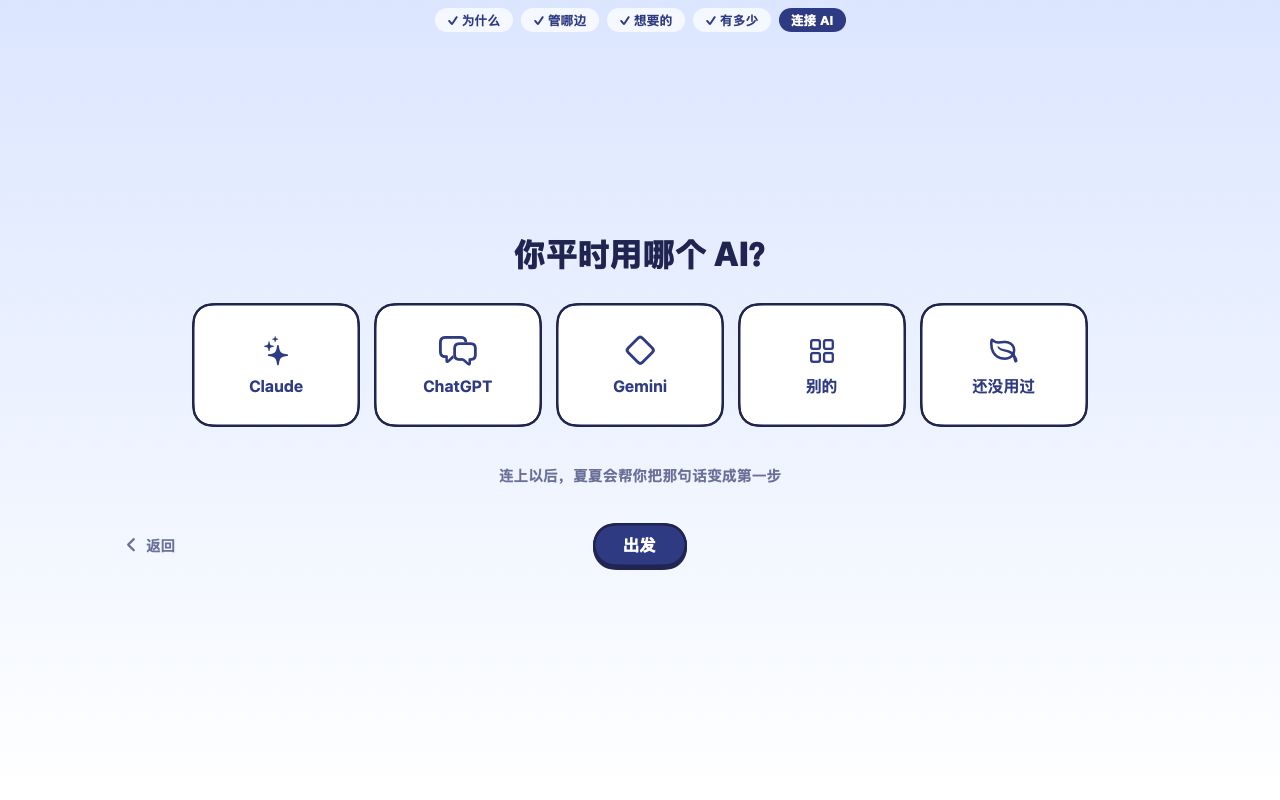 为什么 管哪边 想要的 有多少 连接 AI
你平时用哪个 AI?
Claude ChatGPT Gemini 别的 还没用过
连上以后，夏夏会帮你把那句话变成第一步
返回 出发